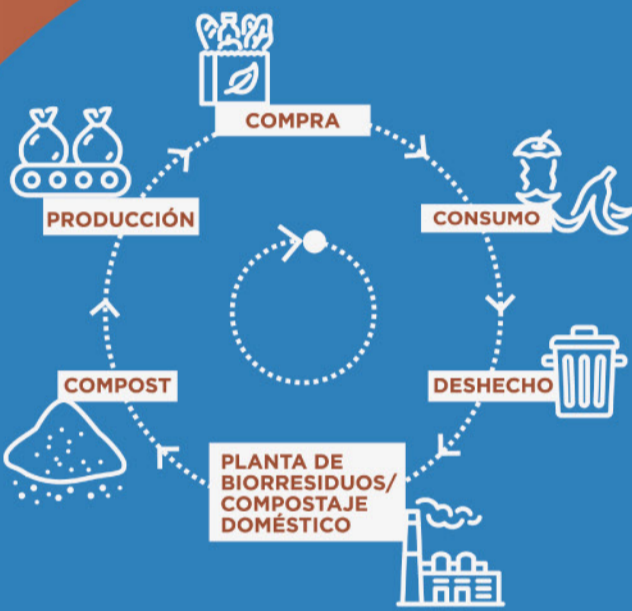 COMPRA
CONSUMO
DESHECHO
PLANTA DE
BIORRESIDUOS/
COMPOSTAJE
DOMÉSTICO
COMPOST
PRODUCCIÓN